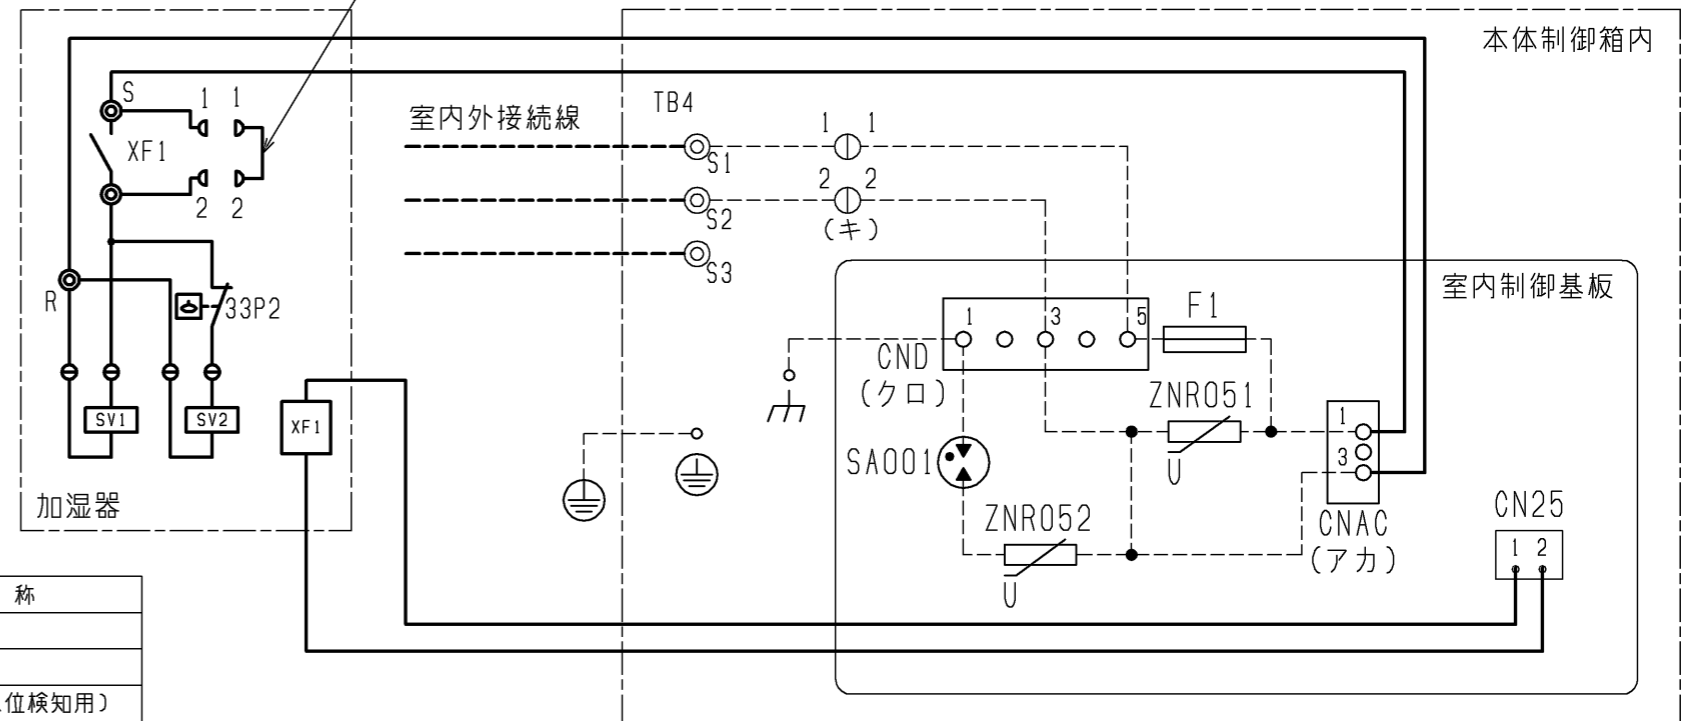 本体制御箱内
S
1 1
XF1
2 2
室内外接続線
TB4
S1
1 1
S2
2 2
(キ)
S3
R
33P2
室内制御基板
1 3 5
F1
CND
(クロ)
ZNR051
U
SV1
SV2
XF1
SA001
1
3
CNAC
(アカ)
ZNR052
U
CN25
1 2
加湿器
称
位検知用)